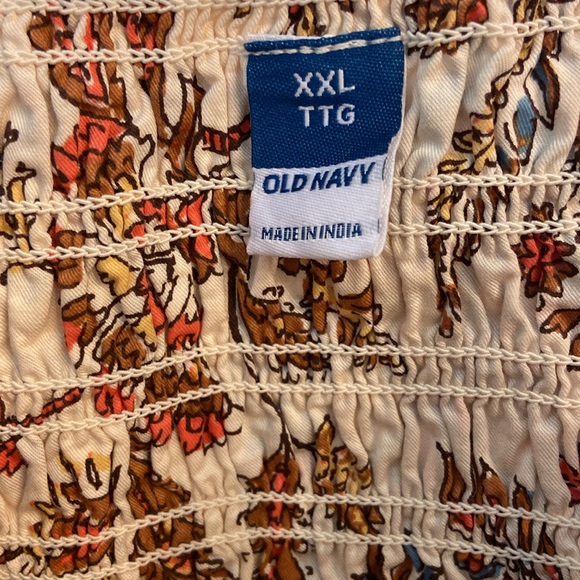 XXL
TTG
OLD NAVY
MADE IN INDIA